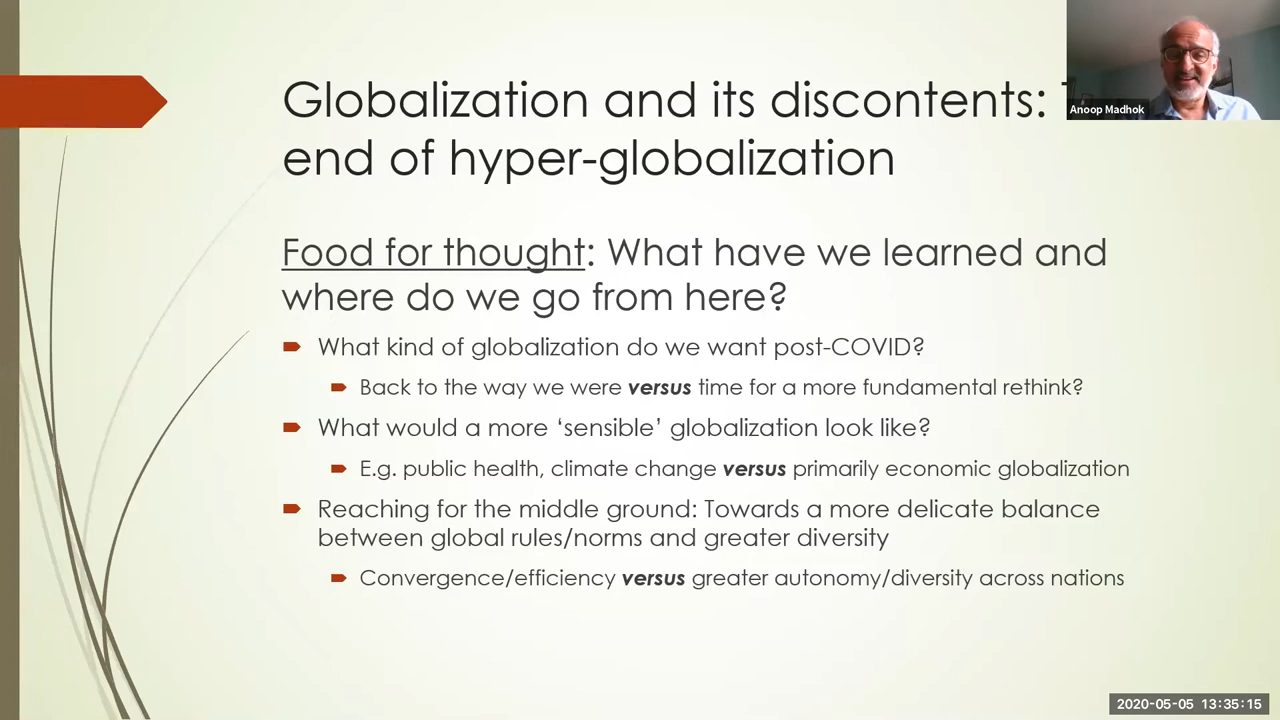 Globalization and its discontents:
end of hyper-globalization
Anoop Madhok
Food for thought: What have we learned and
where do we go from here?
What kind of globalization do we want post-COVID?
Back to the way we were versus time for a more fundamental rethink?
What would a more ‘sensible’ globalization look like?
E.g. public health, climate change versus primarily economic globalization
Reaching for the middle ground: Towards a more delicate balance
between global rules/norms and greater diversity
Convergence/efficiency versus greater autonomy/diversity across nations
2020-05-05 13:35:15